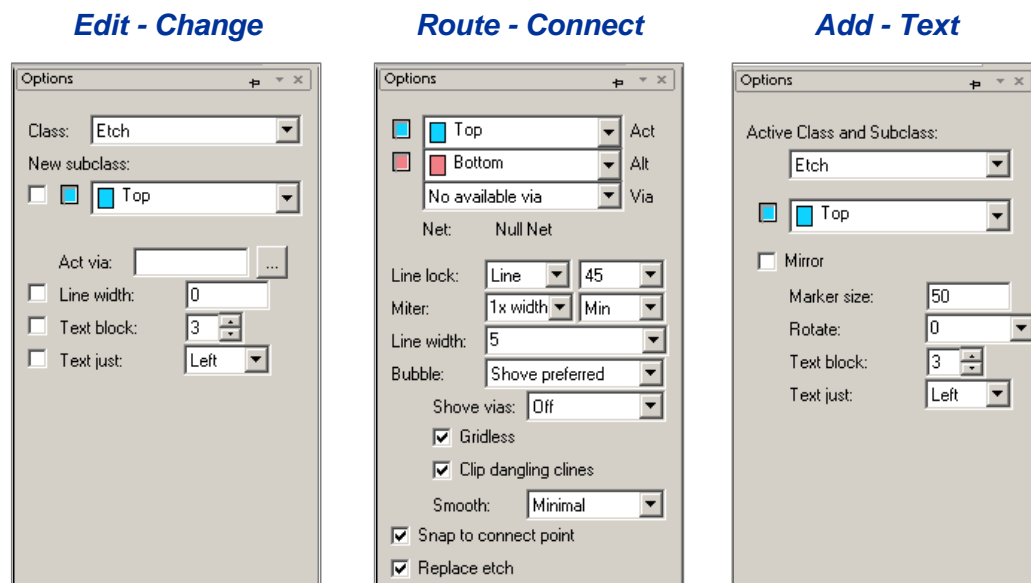 Edit - Change
Options
Class: Etch
New subclass:
Top
Act via: ...
Line width: 0
Text block: 3
Text just: Left
Route - Connect
Options
Top Act
Bottom Alt
No available via Via
Net: Null Net
Line lock: Line 45
Miter: 1x width Min
Line width: 5
Bubble: Shove preferred
Shove vias: Off
Gridless
Clip dangling clines
Smooth: Minimal
Snap to connect point
Replace etch
Add - Text
Options
Active Class and Subclass:
Etch
Top
Mirror
Marker size: 50
Rotate: 0
Text block: 3
Text just: Left